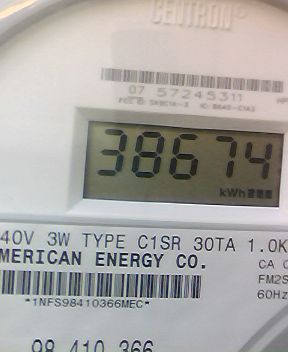 CENTRON®
07 57245311
38674
kWh
40V 3W TYPE C1SR 30TA 1.0K
MERICAN ENERGY CO.
CA 0
FM2S
60Hz
*1NFS98410366MEC*
98 410 366